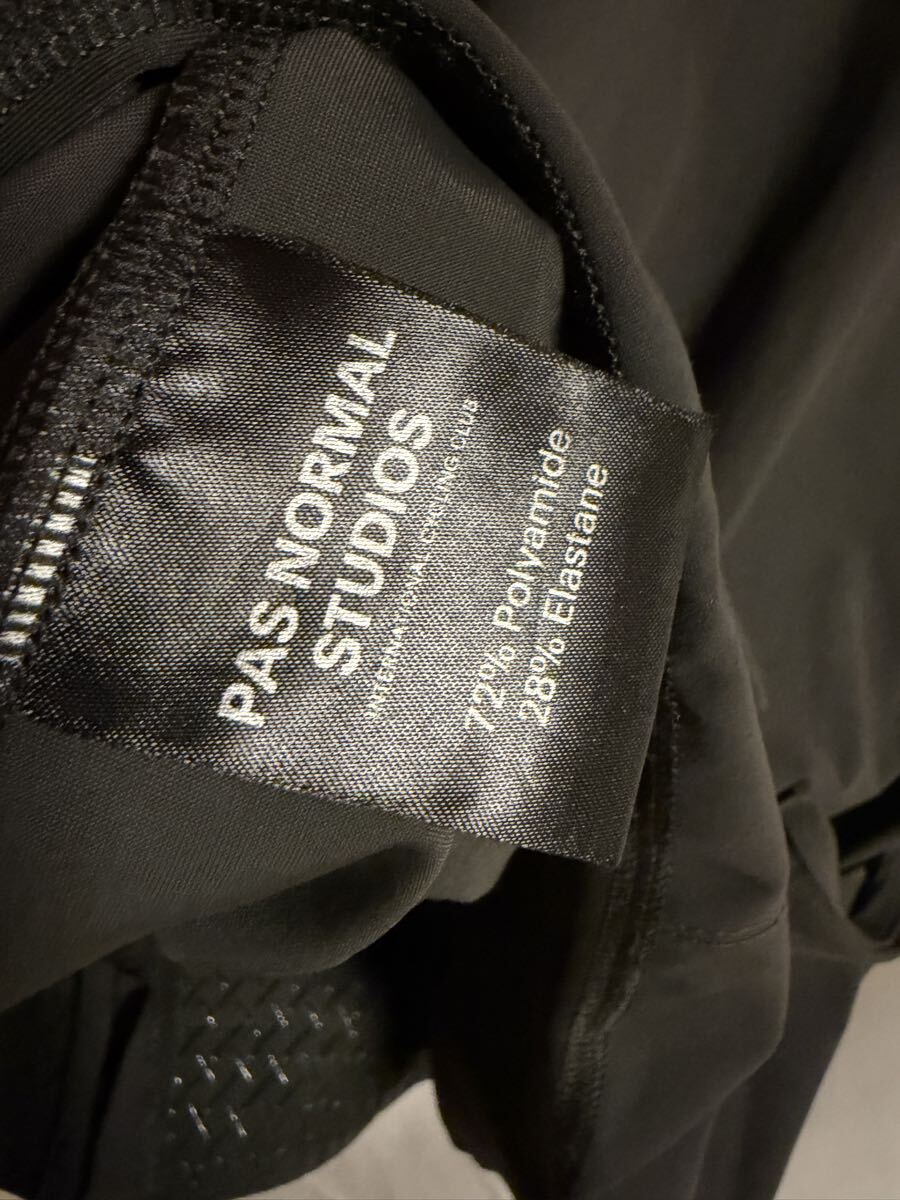 PAS NORMAL
STUDIOS
INTERNATIONAL CYCLING CLUB
72% Polyamide
28% Elastane